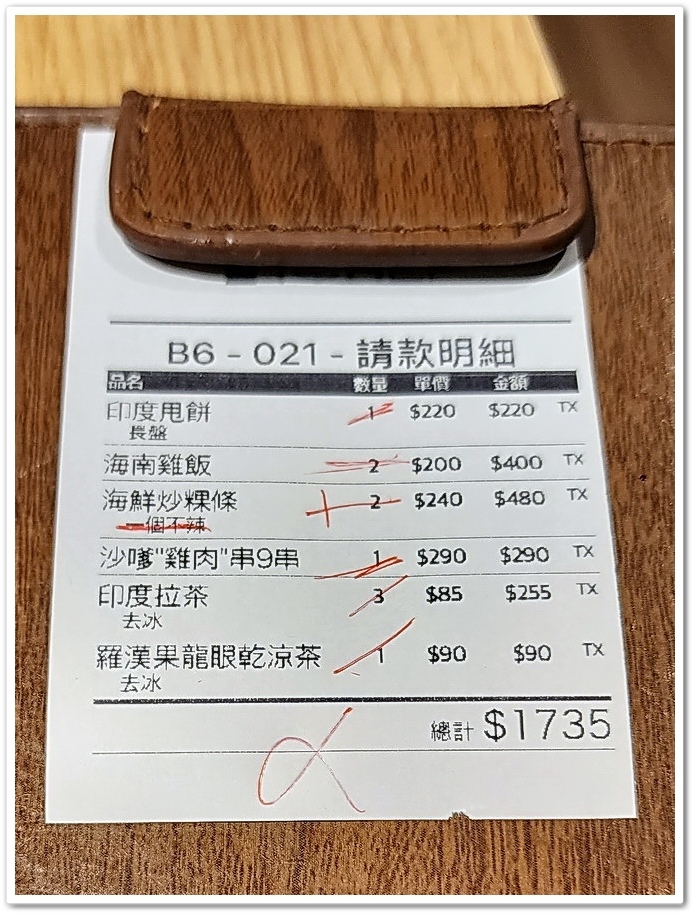 B6 - 021 - 請款明細
品名 數量 單價 金額
印度甩餅 1 $220 $220 TX
長盤
海南雞飯 2 $200 $400 TX
海鮮炒粿條 2 $240 $480 TX
一個不辣
沙嗲"雞肉"串9串 1 $290 $290 TX
印度拉茶 3 $85 $255 TX
去冰
羅漢果龍眼乾涼茶 1 $90 $90 TX
去冰
總計 $1735